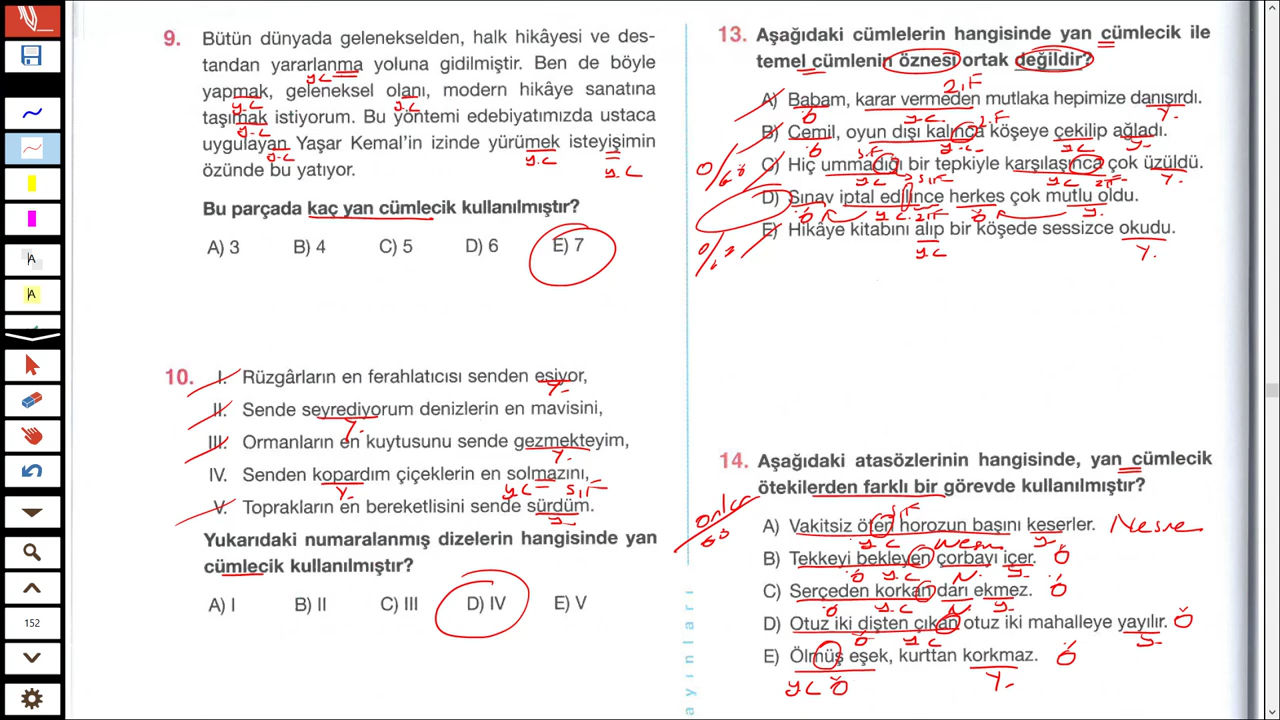 9. Bütün dünyada gelenekselden, halk hikâyesi ve des-
tandan yararlanma yoluna gidilmiştir. Ben de böyle
y.c
yapmak, geleneksel olanı, modern hikâye sanatına
y.c y.c
taşımak istiyorum. Bu yöntemi edebiyatımızda ustaca
y.c
uygulayan Yaşar Kemal'in izinde yürümek isteyişimin
y.c y.c y.c
özünde bu yatıyor.
Bu parçada kaç yan cümlecik kullanılmıştır?
A) 3 B) 4 C) 5 D) 6 E) 7
10. I. Rüzgârların en ferahlatıcısı senden esiyor,
y.
II. Sende seyrediyorum denizlerin en mavisini,
y.
III. Ormanların en kuytusunu sende gezmekteyim,
y.
IV. Senden kopardım çiçeklerin en solmazını,
y. y.c s.F
V. Toprakların en bereketlisini sende sürdüm.
y.
Yukarıdaki numaralanmış dizelerin hangisinde yan
cümlecik kullanılmıştır?
A) I B) II C) III D) IV E) V
13. Aşağıdaki cümlelerin hangisinde yan cümlecik ile
temel cümlenin öznesi ortak değildir?
A) Babam, karar vermeden mutlaka hepimize danışırdı.
ö y.c y.
B) Cemil, oyun dışı kalınca köşeye çekilip ağladı.
ö y.c y.c y.
C) Hiç ummadığı bir tepkiyle karşılaşınca çok üzüldü.
y.c y.c y.
D) Sınav iptal edilince herkes çok mutlu oldu.
ö y.c ö y.
E) Hikâye kitabını alıp bir köşede sessizce okudu.
y.c y.
14. Aşağıdaki atasözlerinin hangisinde, yan cümlecik
ötekilerden farklı bir görevde kullanılmıştır?
A) Vakitsiz öten horozun başını keserler. Nesne
y.c y.
B) Tekkeyi bekleyen çorbayı içer. Ö
ö y.c N. y.
C) Serçeden korkan darı ekmez. Ö
ö y.c N y.
D) Otuz iki dişten çıkan otuz iki mahalleye yayılır. Ö
ö y.c y.
E) Ölmüş eşek, kurttan korkmaz. Ö
y.c ö y.
ayınları
A
A
152